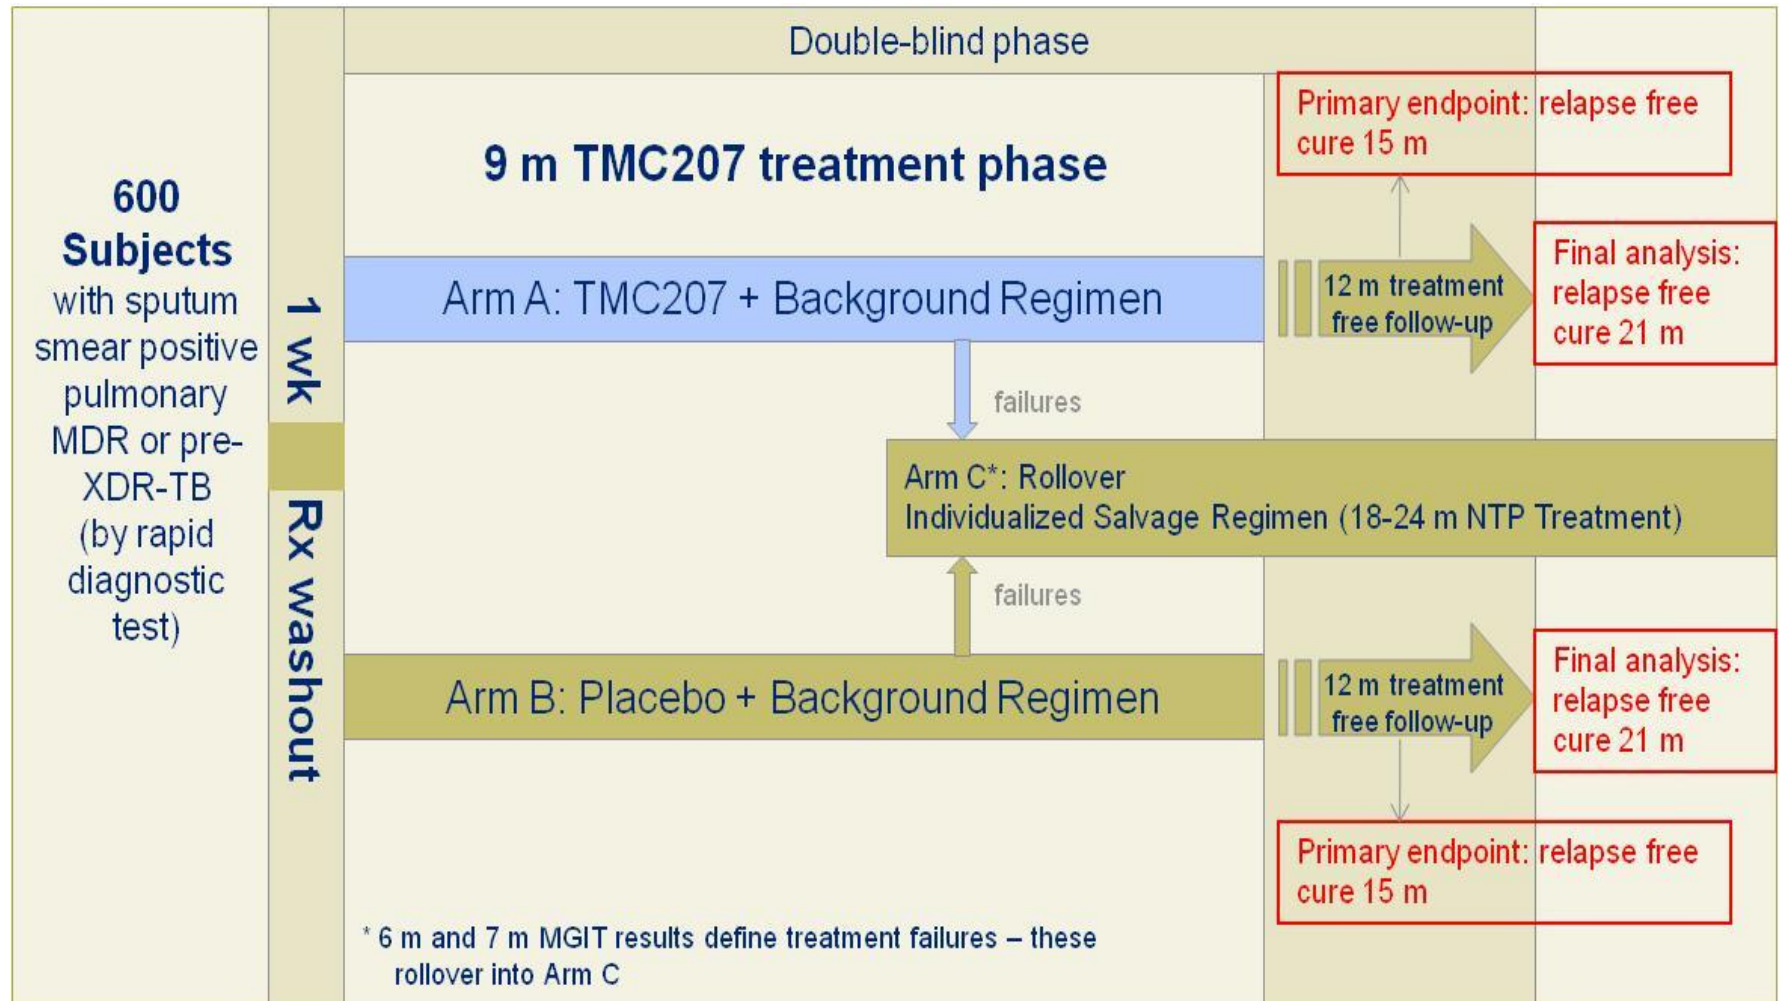 Double-blind phase
600
Subjects
with sputum
smear positive
pulmonary
MDR or pre-
XDR-TB
(by rapid
diagnostic
test)
1 wk Rx washout
9 m TMC207 treatment phase
Primary endpoint: relapse free
cure 15 m
Arm A: TMC207 + Background Regimen
12 m treatment
free follow-up
Final analysis:
relapse free
cure 21 m
failures
Arm C*: Rollover
Individualized Salvage Regimen (18-24 m NTP Treatment)
failures
Arm B: Placebo + Background Regimen
12 m treatment
free follow-up
Final analysis:
relapse free
cure 21 m
Primary endpoint: relapse free
cure 15 m
* 6 m and 7 m MGIT results define treatment failures – these
rollover into Arm C